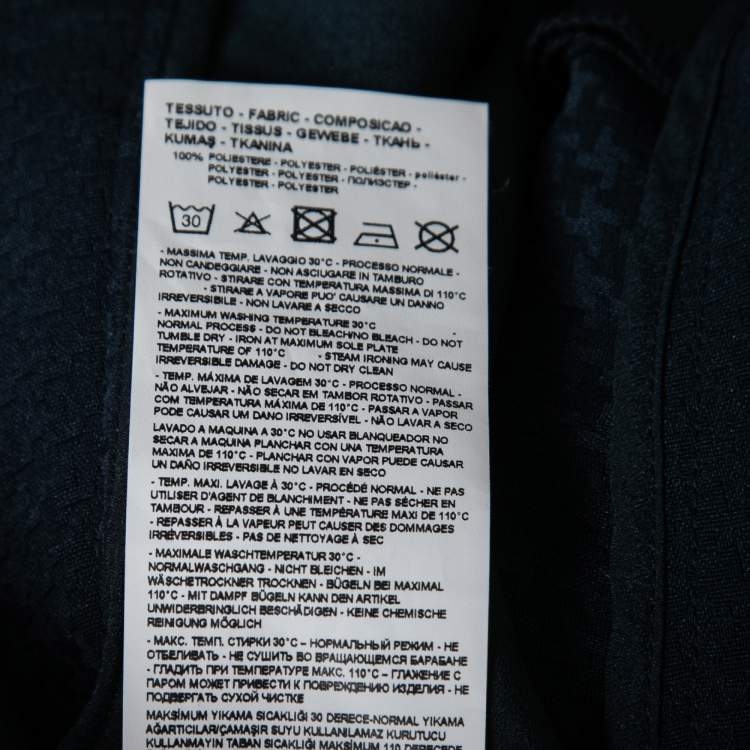 TESSUTO - FABRIC - COMPOSICAO -
TEJIDO - TISSUS - GEWEBE - ТКАНЬ -
KUMAŞ - TKANINA
100% POLIESTERE - POLYESTER - POLIÉSTER - poliéster -
POLYESTER - POLYESTER - ПОЛИЭСТЕР -
POLYESTER - POLYESTER
30
- MASSIMA TEMP. LAVAGGIO 30°C - PROCESSO NORMALE -
NON CANDEGGIARE - NON ASCIUGARE IN TAMBURO
ROTATIVO - STIRARE CON TEMPERATURA MASSIMA DI 110°C
- STIRARE A VAPORE PUO' CAUSARE UN DANNO
IRREVERSIBILE - NON LAVARE A SECCO
- MAXIMUM WASHING TEMPERATURE 30°C
NORMAL PROCESS - DO NOT BLEACH/NO BLEACH - DO NOT
TUMBLE DRY - IRON AT MAXIMUM SOLE PLATE
TEMPERATURE OF 110°C - STEAM IRONING MAY CAUSE
IRREVERSIBLE DAMAGE - DO NOT DRY CLEAN
- TEMP. MÁXIMA DE LAVAGEM 30°C - PROCESSO NORMAL -
NÃO ALVEJAR - NÃO SECAR EM TAMBOR ROTATIVO - PASSAR
COM TEMPERATURA MÁXIMA DE 110°C - PASSAR A VAPOR
PODE CAUSAR UM DANO IRREVERSÍVEL - NÃO LAVAR A SECO
LAVADO A MAQUINA A 30°C NO USAR BLANQUEADOR NO
SECAR A MAQUINA PLANCHAR CON UNA TEMPERATURA
MAXIMA DE 110°C - PLANCHAR CON VAPOR PUEDE CAUSAR
UN DAÑO IRREVERSIBLE NO LAVAR EN SECO
- TEMP. MAXI. LAVAGE À 30°C - PROCÉDÉ NORMAL - NE PAS
UTILISER D'AGENT DE BLANCHIMENT - NE PAS SÉCHER EN
TAMBOUR - REPASSER À UNE TEMPÉRATURE MAXI DE 110°C
- REPASSER À LA VAPEUR PEUT CAUSER DES DOMMAGES
IRRÉVERSIBLES - PAS DE NETTOYAGE À SEC
- MAXIMALE WASCHTEMPERATUR 30°C -
NORMALWASCHGANG - NICHT BLEICHEN - IM
WÄSCHETROCKNER TROCKNEN - BÜGELN BEI MAXIMAL
110°C - MIT DAMPF BÜGELN KANN DEN ARTIKEL
UNWIDERBRINGLICH BESCHÄDIGEN - KEINE CHEMISCHE
REINIGUNG MÖGLICH
- МАКС. ТЕМП. СТИРКИ 30°C – НОРМАЛЬНЫЙ РЕЖИМ - НЕ
ОТБЕЛИВАТЬ - НЕ СУШИТЬ ВО ВРАЩАЮЩЕМСЯ БАРАБАНЕ
- ГЛАДИТЬ ПРИ ТЕМПЕРАТУРЕ МАКС. 110°C – ГЛАЖЕНИЕ С
ПАРОМ МОЖЕТ ПРИВЕСТИ К ПОВРЕЖДЕНИЮ ИЗДЕЛИЯ - НЕ
ПОДВЕРГАТЬ СУХОЙ ЧИСТКЕ
MAKSİMUM YIKAMA SICAKLIĞI 30 DERECE-NORMAL YIKAMA
AĞARTICILAR/ÇAMAŞIR SUYU KULLANILAMAZ KURUTUCU
KULLANMAYIN TABAN SICAKLIĞI MAKSİMUM 110 DERECEDE